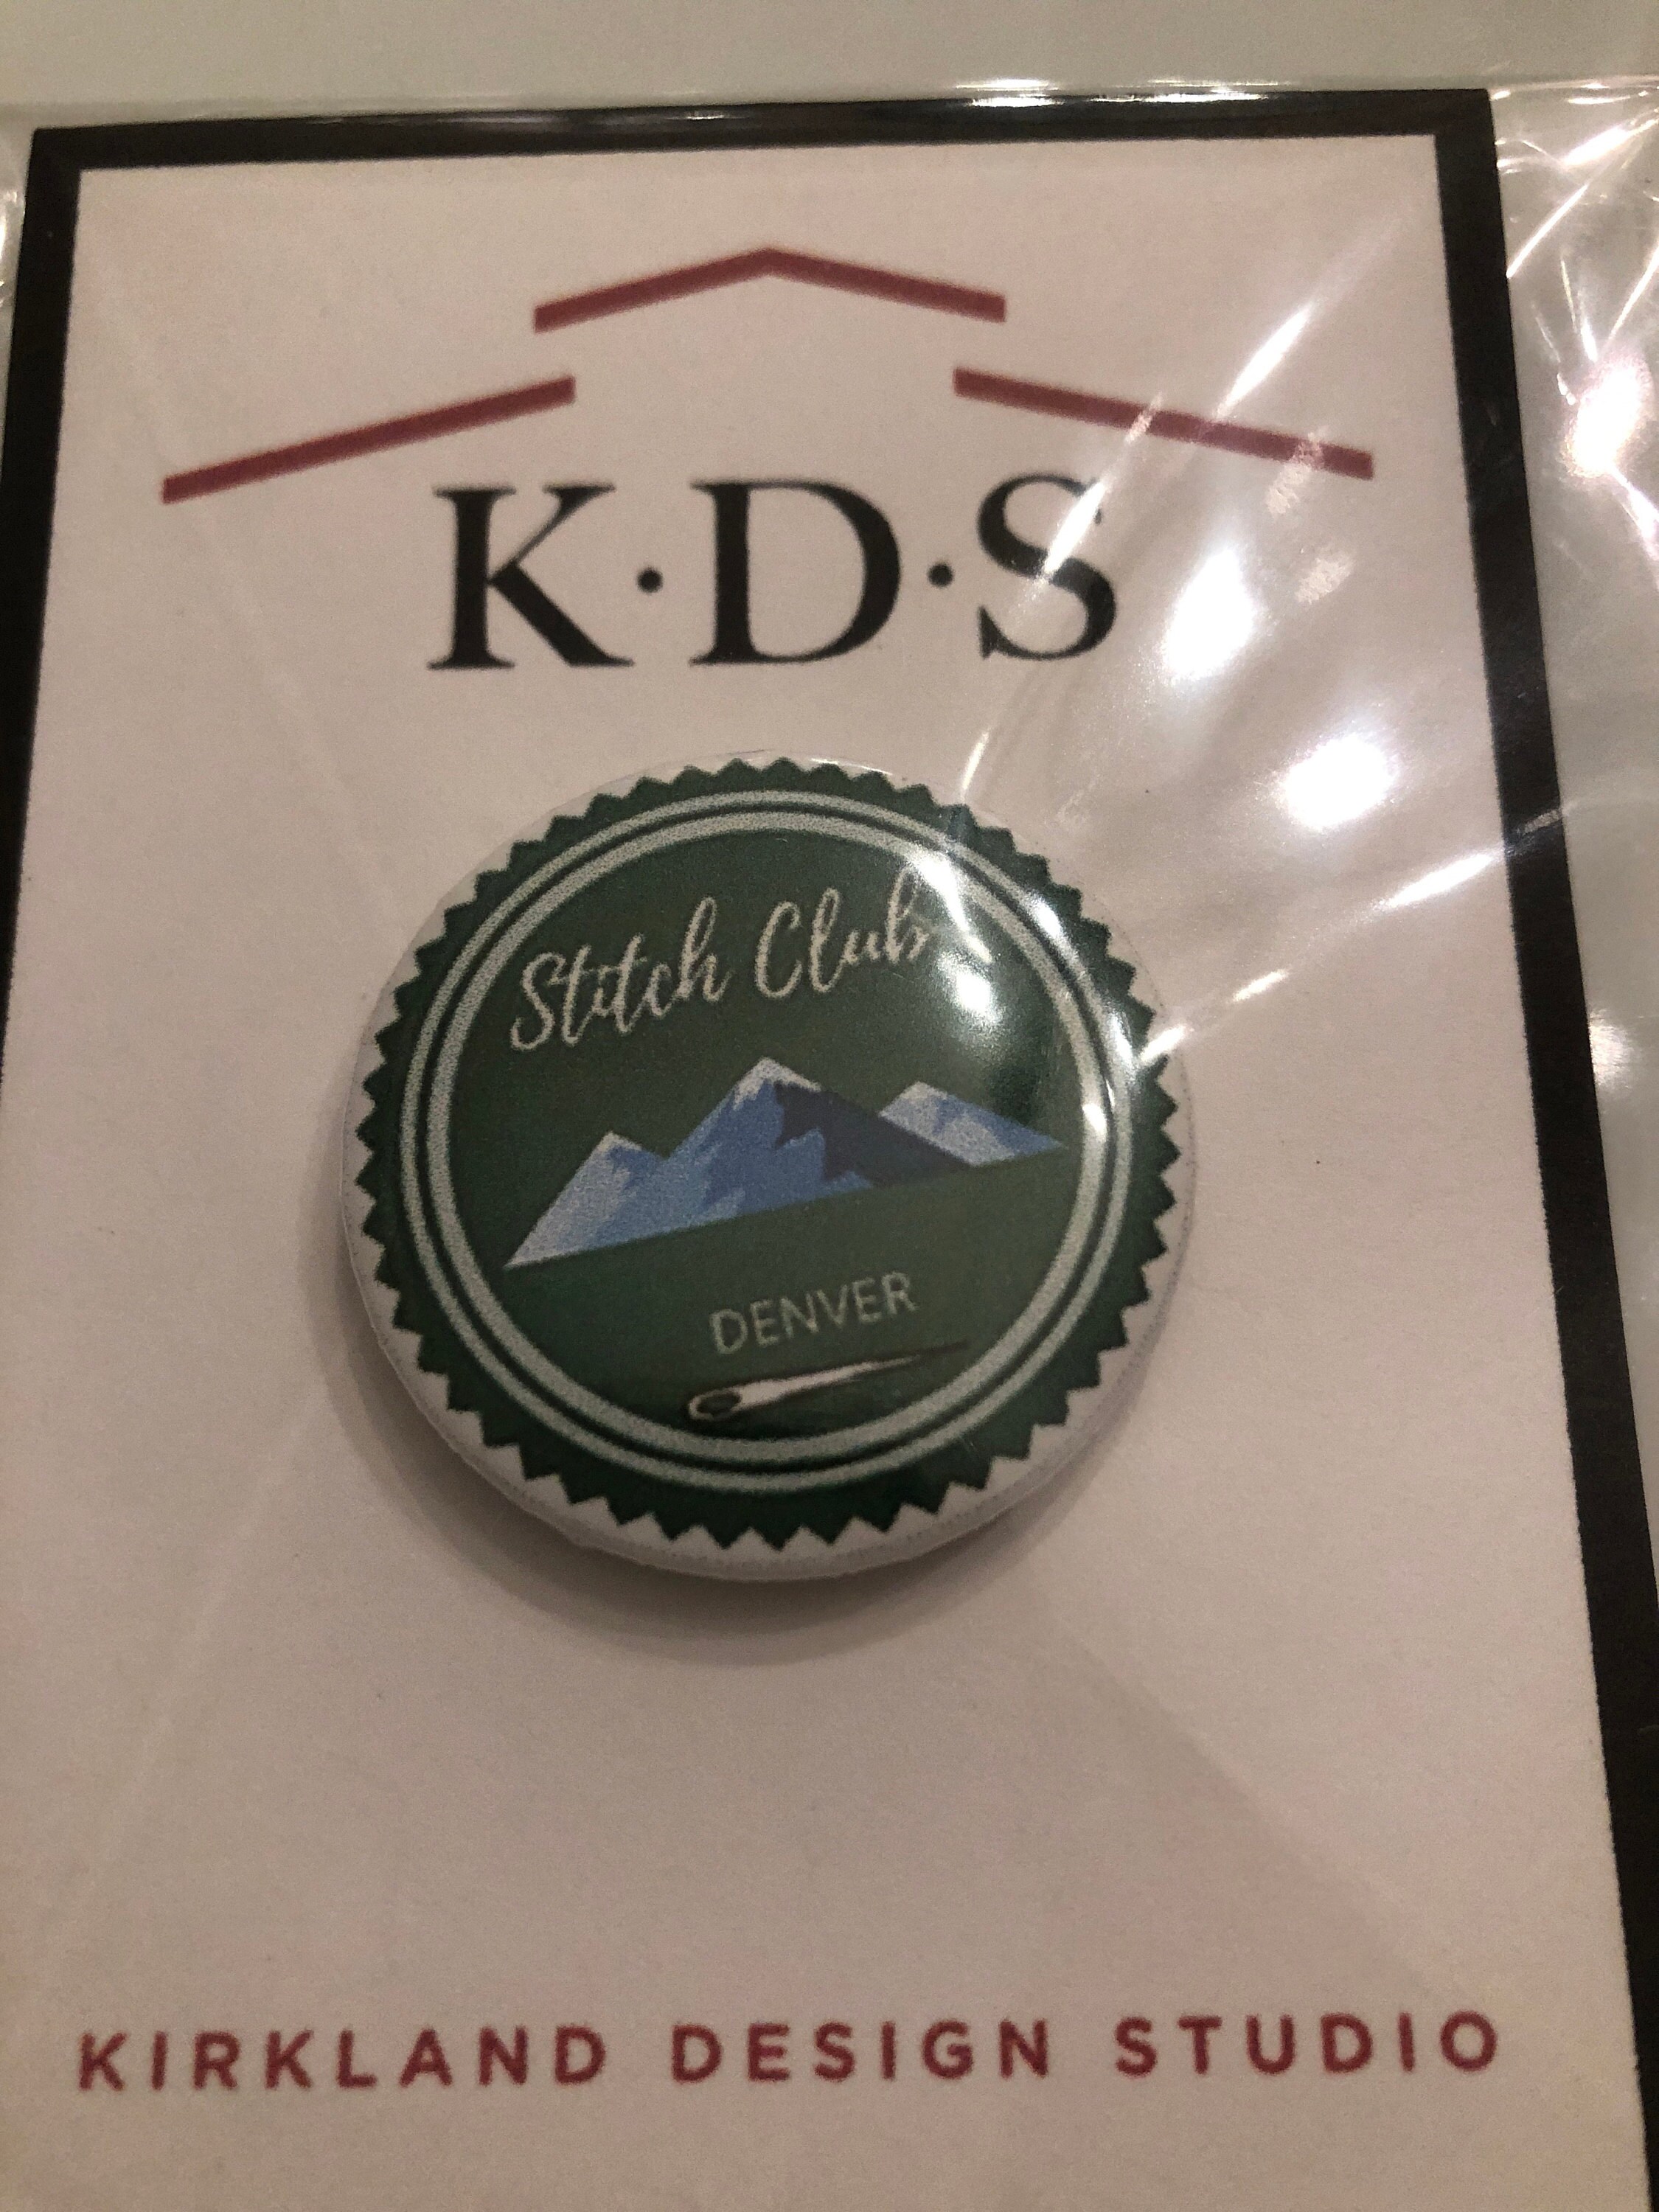 K·D·S
Stitch Club
DENVER
KIRKLAND DESIGN STUDIO